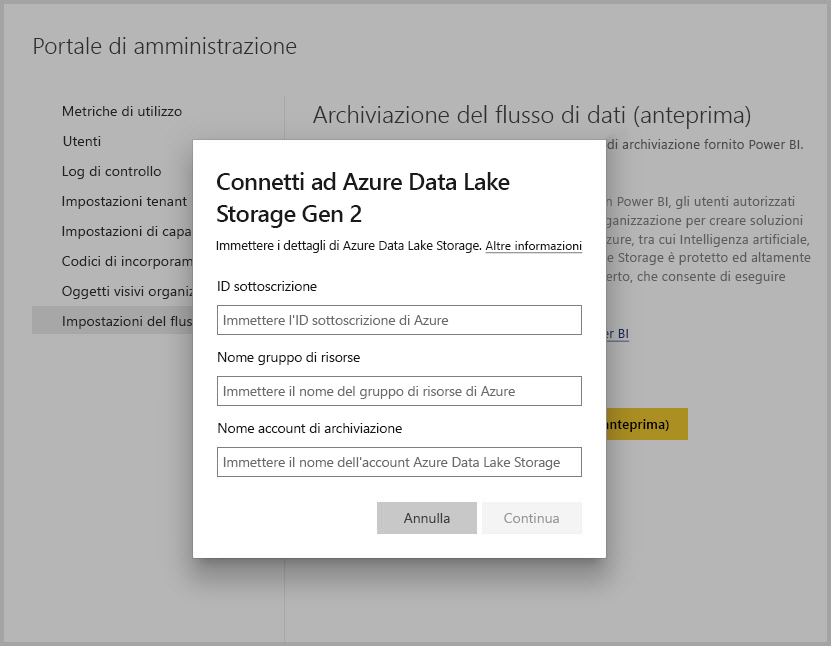 Portale di amministrazione
Metriche di utilizzo
Utenti
Log di controllo
Impostazioni tenant
Impostazioni di capa
Codici di incorporam
Oggetti visivi organiz
Impostazioni del flus
Archiviazione del flusso di dati (anteprima)
di archiviazione fornito Power BI.
Power BI, gli utenti autorizzati
ganizzazione per creare soluzioni
zure, tra cui Intelligenza artificiale,
e Storage è protetto ed altamente
erto, che consente di eseguire
er BI
anteprima)
Connetti ad Azure Data Lake
Storage Gen 2
Immettere i dettagli di Azure Data Lake Storage. Altre informazioni
ID sottoscrizione
Immettere l'ID sottoscrizione di Azure
Nome gruppo di risorse
Immettere il nome del gruppo di risorse di Azure
Nome account di archiviazione
Immettere il nome dell'account Azure Data Lake Storage
Annulla
Continua